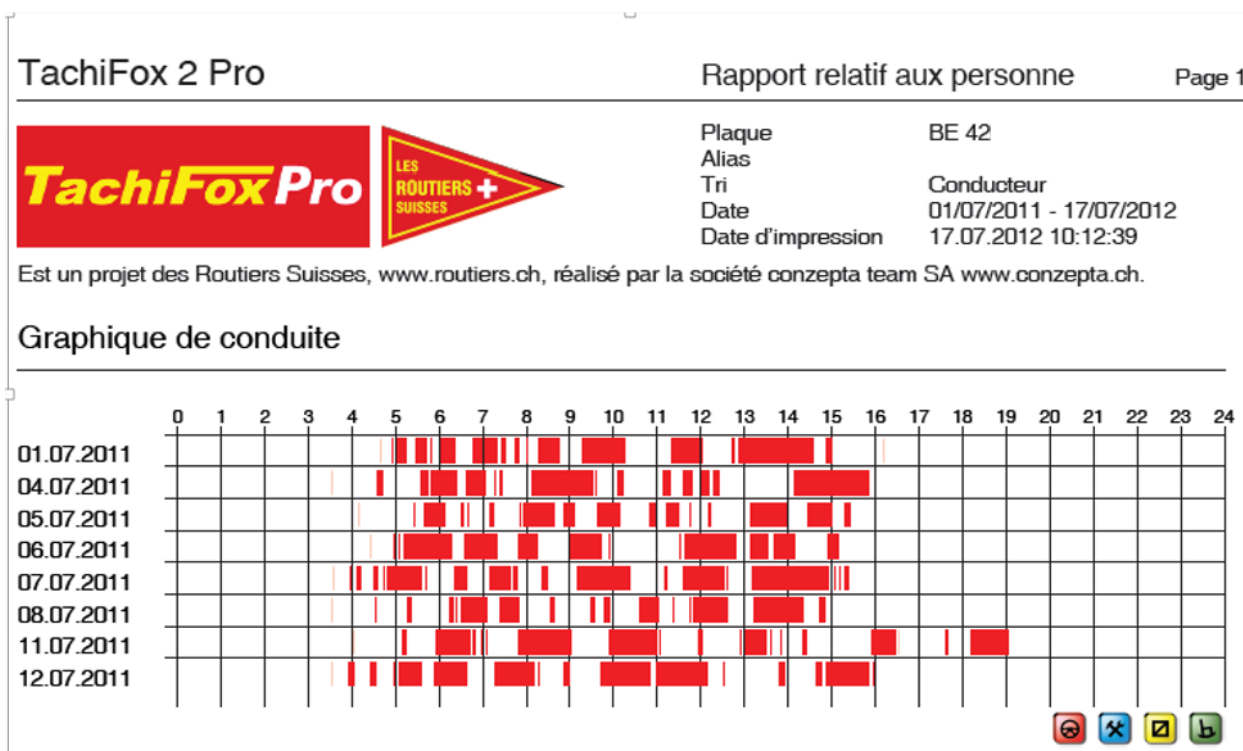 TachiFox 2 Pro Rapport relatif aux personne Page 1
TachiFox Pro
LES
ROUTIERS
SUISSES
Plaque BE 42
Alias
Tri Conducteur
Date 01/07/2011 - 17/07/2012
Date d'impression 17.07.2012 10:12:39
Est un projet des Routiers Suisses, www.routiers.ch, réalisé par la société conzepta team SA www.conzepta.ch.
Graphique de conduite
0 1 2 3 4 5 6 7 8 9 10 11 12 13 14 15 16 17 18 19 20 21 22 23 24
01.07.2011
04.07.2011
05.07.2011
06.07.2011
07.07.2011
08.07.2011
11.07.2011
12.07.2011